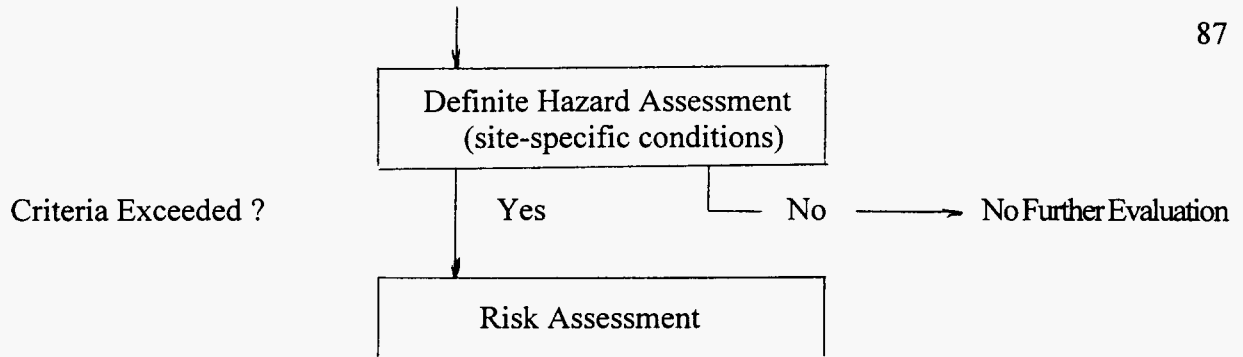 87
Definite Hazard Assessment
(site-specific conditions)
Criteria Exceeded ? Yes No No Further Evaluation
Risk Assessment